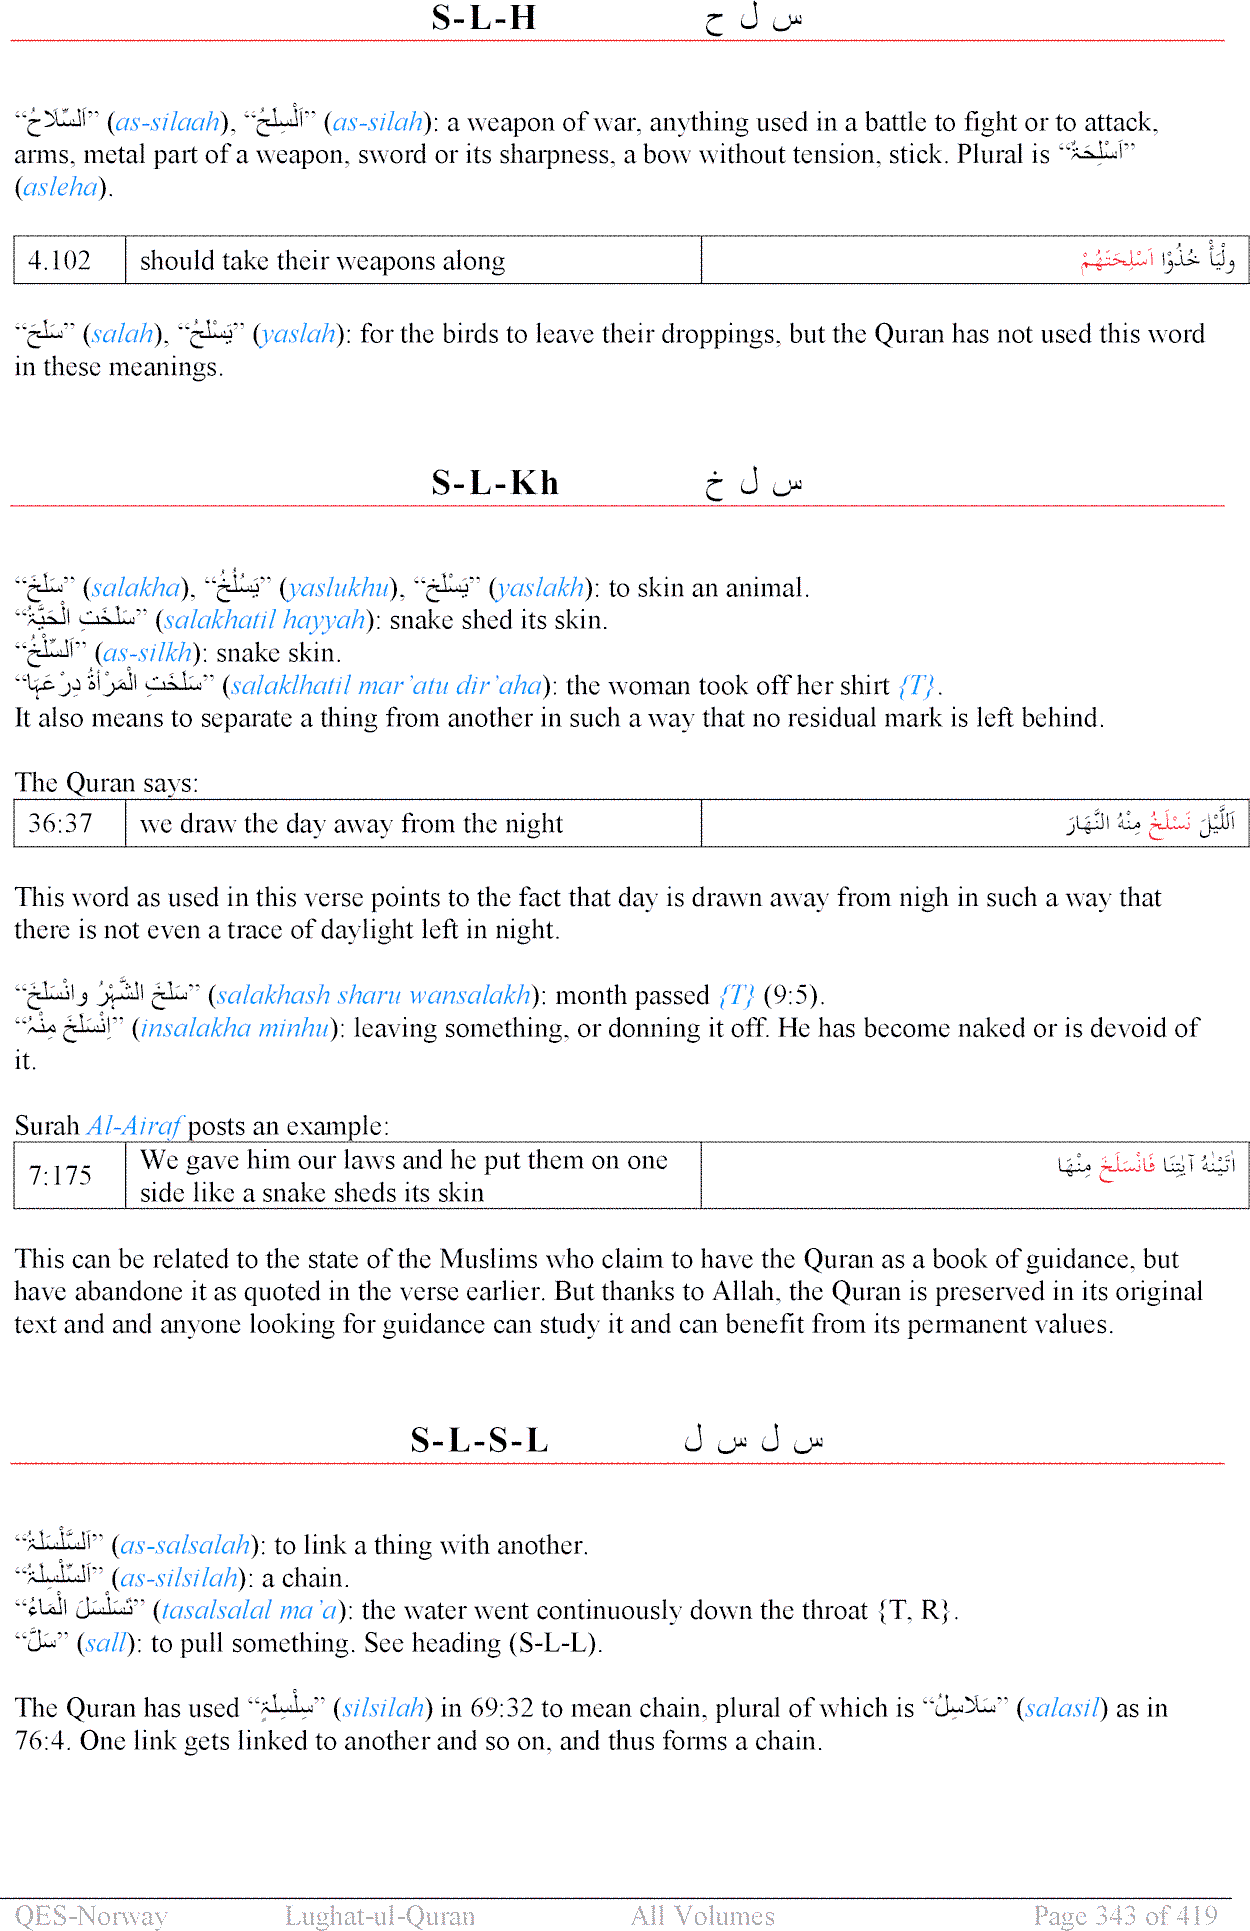 S-L-H س ل ح
“اَلسِّلَاحُ” (as-silaah), “اَلْسِلَحُ” (as-silah): a weapon of war, anything used in a battle to fight or to attack,
arms, metal part of a weapon, sword or its sharpness, a bow without tension, stick. Plural is “اَسْلِحَۃٌ”
(asleha).
4.102 should take their weapons along ولْیَأْ خُذُوْا اَسْلِحَتَھُمْ
“سَلَحَ” (salah), “یَسْلَحُ” (yaslah): for the birds to leave their droppings, but the Quran has not used this word
in these meanings.
S-L-Kh س ل خ
“سَلَخَ” (salakha), “یَسْلُخُ” (yaslukhu), “یَسْلَخ” (yaslakh): to skin an animal.
“سَلَخَتِ الْحَیَّۃُ” (salakhatil hayyah): snake shed its skin.
“اَلسِّلْخُ” (as-silkh): snake skin.
“سَلَخَتِ الْمَرْأۃُ دِرْعَہَا” (salaklhatil mar’atu dir’aha): the woman took off her shirt {T}.
It also means to separate a thing from another in such a way that no residual mark is left behind.
The Quran says:
36:37 we draw the day away from the night اَللَّیْلَ نَسْلَخُ مِنْہُ النَّھَارَ
This word as used in this verse points to the fact that day is drawn away from nigh in such a way that
there is not even a trace of daylight left in night.
“سَلَخَ الشَّہْرُ وانْسَلَخَ” (salakhash sharu wansalakh): month passed {T} (9:5).
“اِنْسَلَخَ مِنْہُ” (insalakha minhu): leaving something, or donning it off. He has become naked or is devoid of
it.
Surah Al-Airaf posts an example:
7:175 We gave him our laws and he put them on one اٰتَیْنٰہُ آیٰتِنَا فَانْسَلَخَ مِنْھَا
side like a snake sheds its skin
This can be related to the state of the Muslims who claim to have the Quran as a book of guidance, but
have abandone it as quoted in the verse earlier. But thanks to Allah, the Quran is preserved in its original
text and and anyone looking for guidance can study it and can benefit from its permanent values.
S-L-S-L س ل س ل
“اَلسَّلْسَلَۃُ” (as-salsalah): to link a thing with another.
“اَلسِّلْسِلَۃُ” (as-silsilah): a chain.
“تَسَلْسَلَ الْمَاءُ” (tasalsalal ma’a): the water went continuously down the throat {T, R}.
“سَلَّ” (sall): to pull something. See heading (S-L-L).
The Quran has used “سِلْسِلَۃٍ” (silsilah) in 69:32 to mean chain, plural of which is “سَلَاسِلُ” (salasil) as in
76:4. One link gets linked to another and so on, and thus forms a chain.
QES-Norway Lughat-ul-Quran All Volumes Page 343 of 419